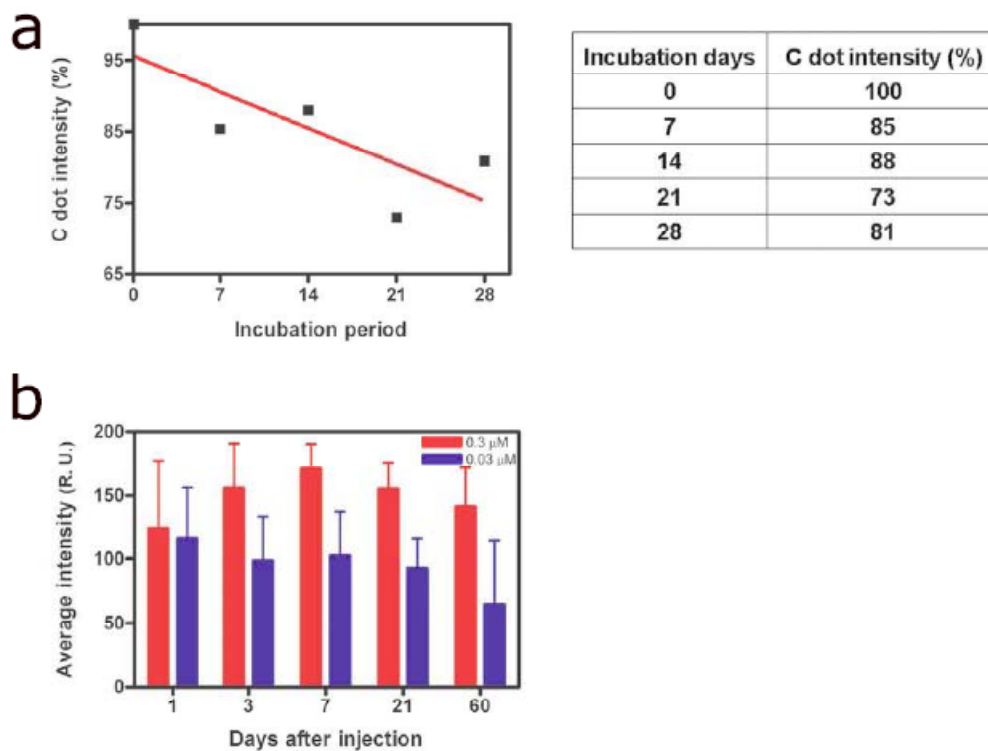 a
C dot intensity (%)
95
85
75
65
0 7 14 21 28
Incubation period
Incubation days C dot intensity (%)
0 100
7 85
14 88
21 73
28 81
b
Average intensity (R. U.)
200
150
100
50
0
0.3 µM
0.03 µM
1 3 7 21 60
Days after injection